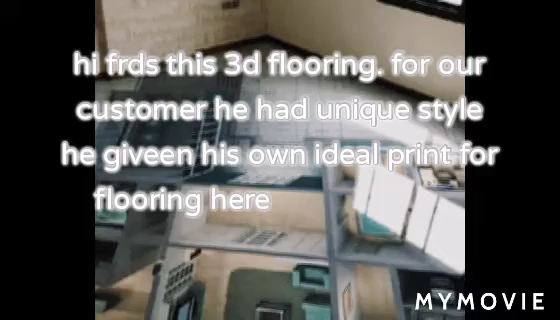 hi frds this 3d flooring. for our
customer he had unique style
he giveen his own ideal print for
flooring here
MYMOVIE